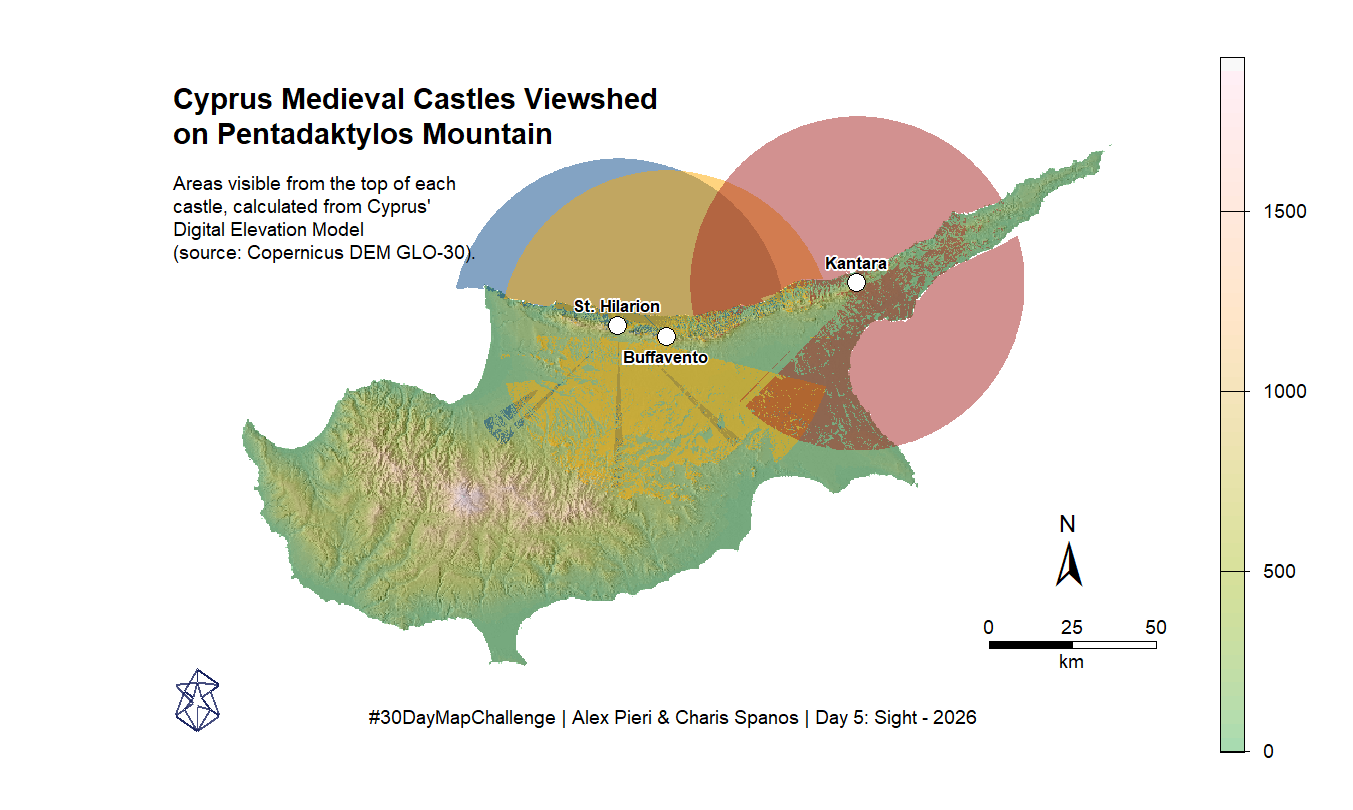 Cyprus Medieval Castles Viewshed
on Pentadaktylos Mountain
Areas visible from the top of each
castle, calculated from Cyprus'
Digital Elevation Model
(source: Copernicus DEM GLO-30).
Kantara
St. Hilarion
Buffavento
1500
1000
500
0
N
0 25 50
km
#30DayMapChallenge | Alex Pieri & Charis Spanos | Day 5: Sight - 2026